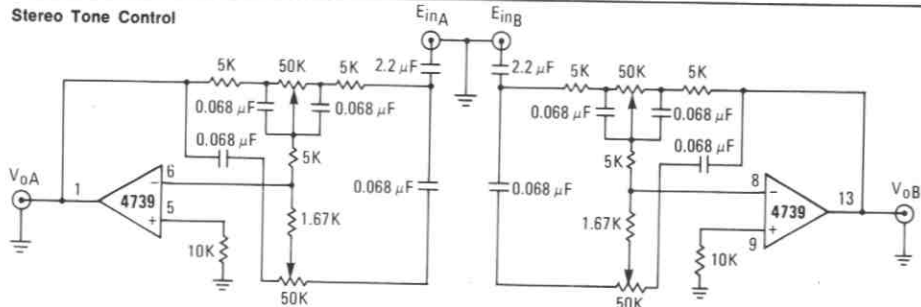 Stereo Tone Control
EinA EinB
2.2 µF 2.2 µF
5K 50K 5K
5K 50K 5K
0.068 µF 0.068 µF
0.068 µF 0.068 µF
0.068 µF
0.068 µF
5K
5K
0.068 µF
0.068 µF
VoA 1 6 − 4739 + 5
1.67K
10K
50K
8 − 4739 + 9 13 VoB
1.67K
10K
50K